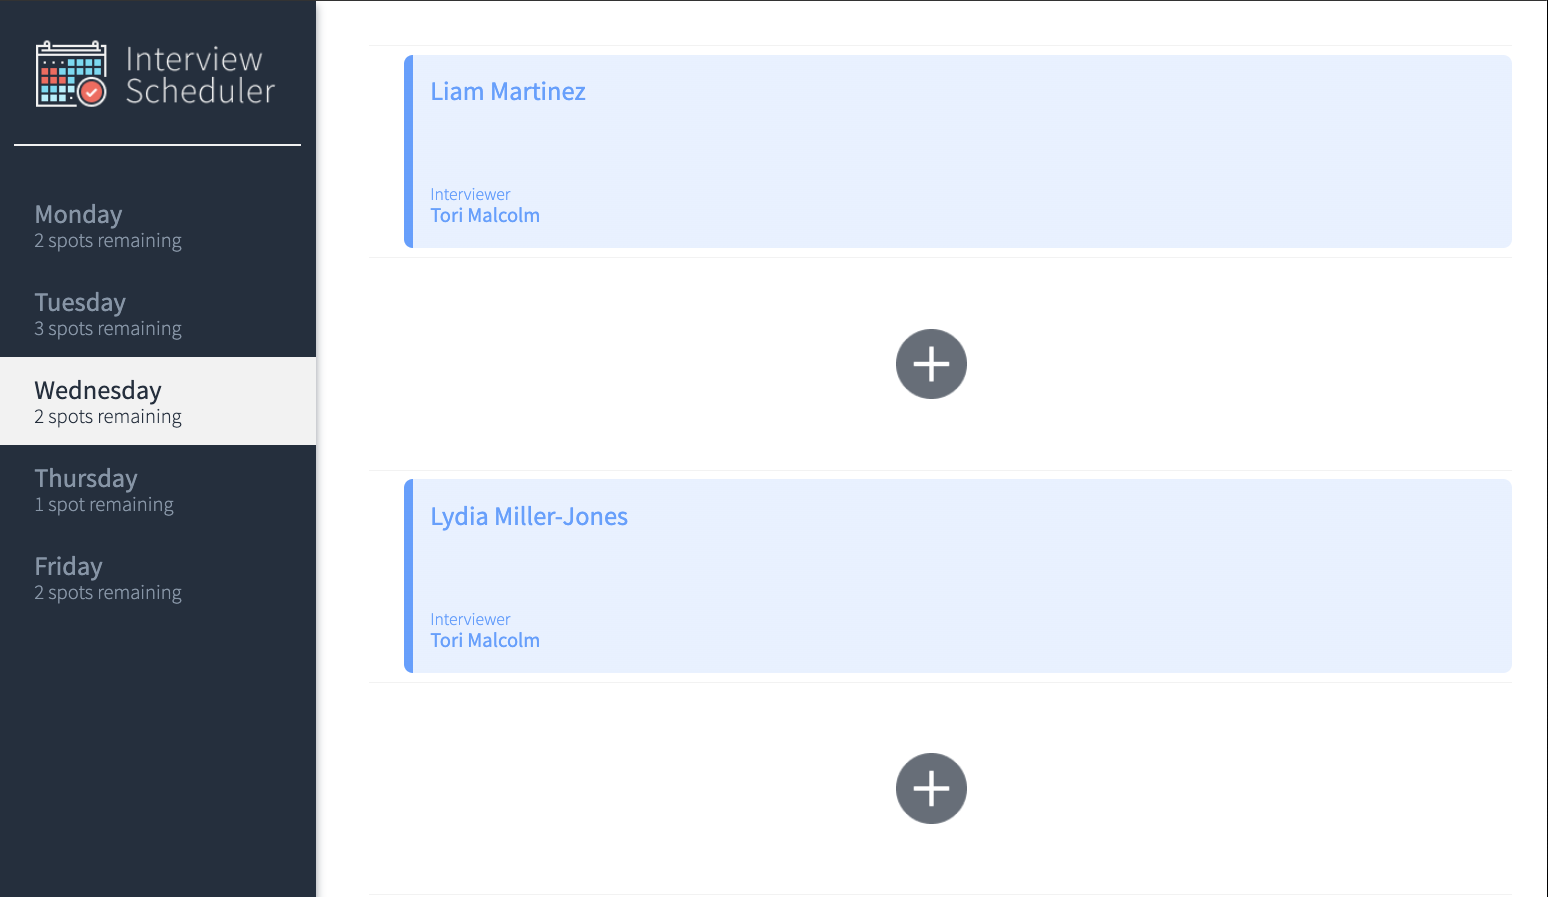 Interview
Scheduler
Monday
2 spots remaining
Tuesday
3 spots remaining
Wednesday
2 spots remaining
Thursday
1 spot remaining
Friday
2 spots remaining
Liam Martinez
Interviewer
Tori Malcolm
Lydia Miller-Jones
Interviewer
Tori Malcolm